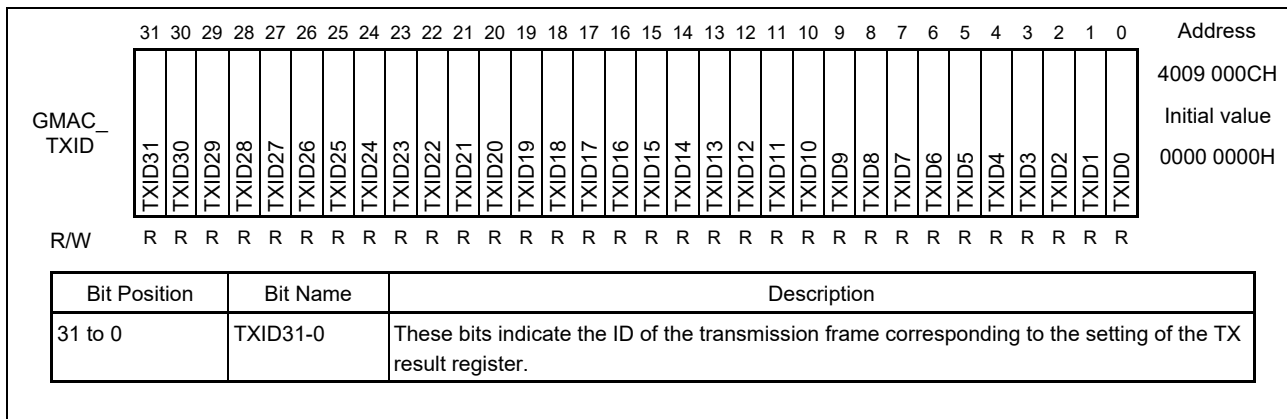 31 30 29 28 27 26 25 24 23 22 21 20 19 18 17 16 15 14 13 12 11 10 9 8 7 6 5 4 3 2 1 0 Address
4009 000CH
GMAC_
TXID
Initial value
0000 0000H
TXID31 TXID30 TXID29 TXID28 TXID27 TXID26 TXID25 TXID24 TXID23 TXID22 TXID21 TXID20 TXID19 TXID18 TXID17 TXID16 TXID15 TXID14 TXID13 TXID12 TXID11 TXID10 TXID9 TXID8 TXID7 TXID6 TXID5 TXID4 TXID3 TXID2 TXID1 TXID0
R/W R R R R R R R R R R R R R R R R R R R R R R R R R R R R R R R R
Bit Position Bit Name Description
31 to 0 TXID31-0 These bits indicate the ID of the transmission frame corresponding to the setting of the TX
result register.